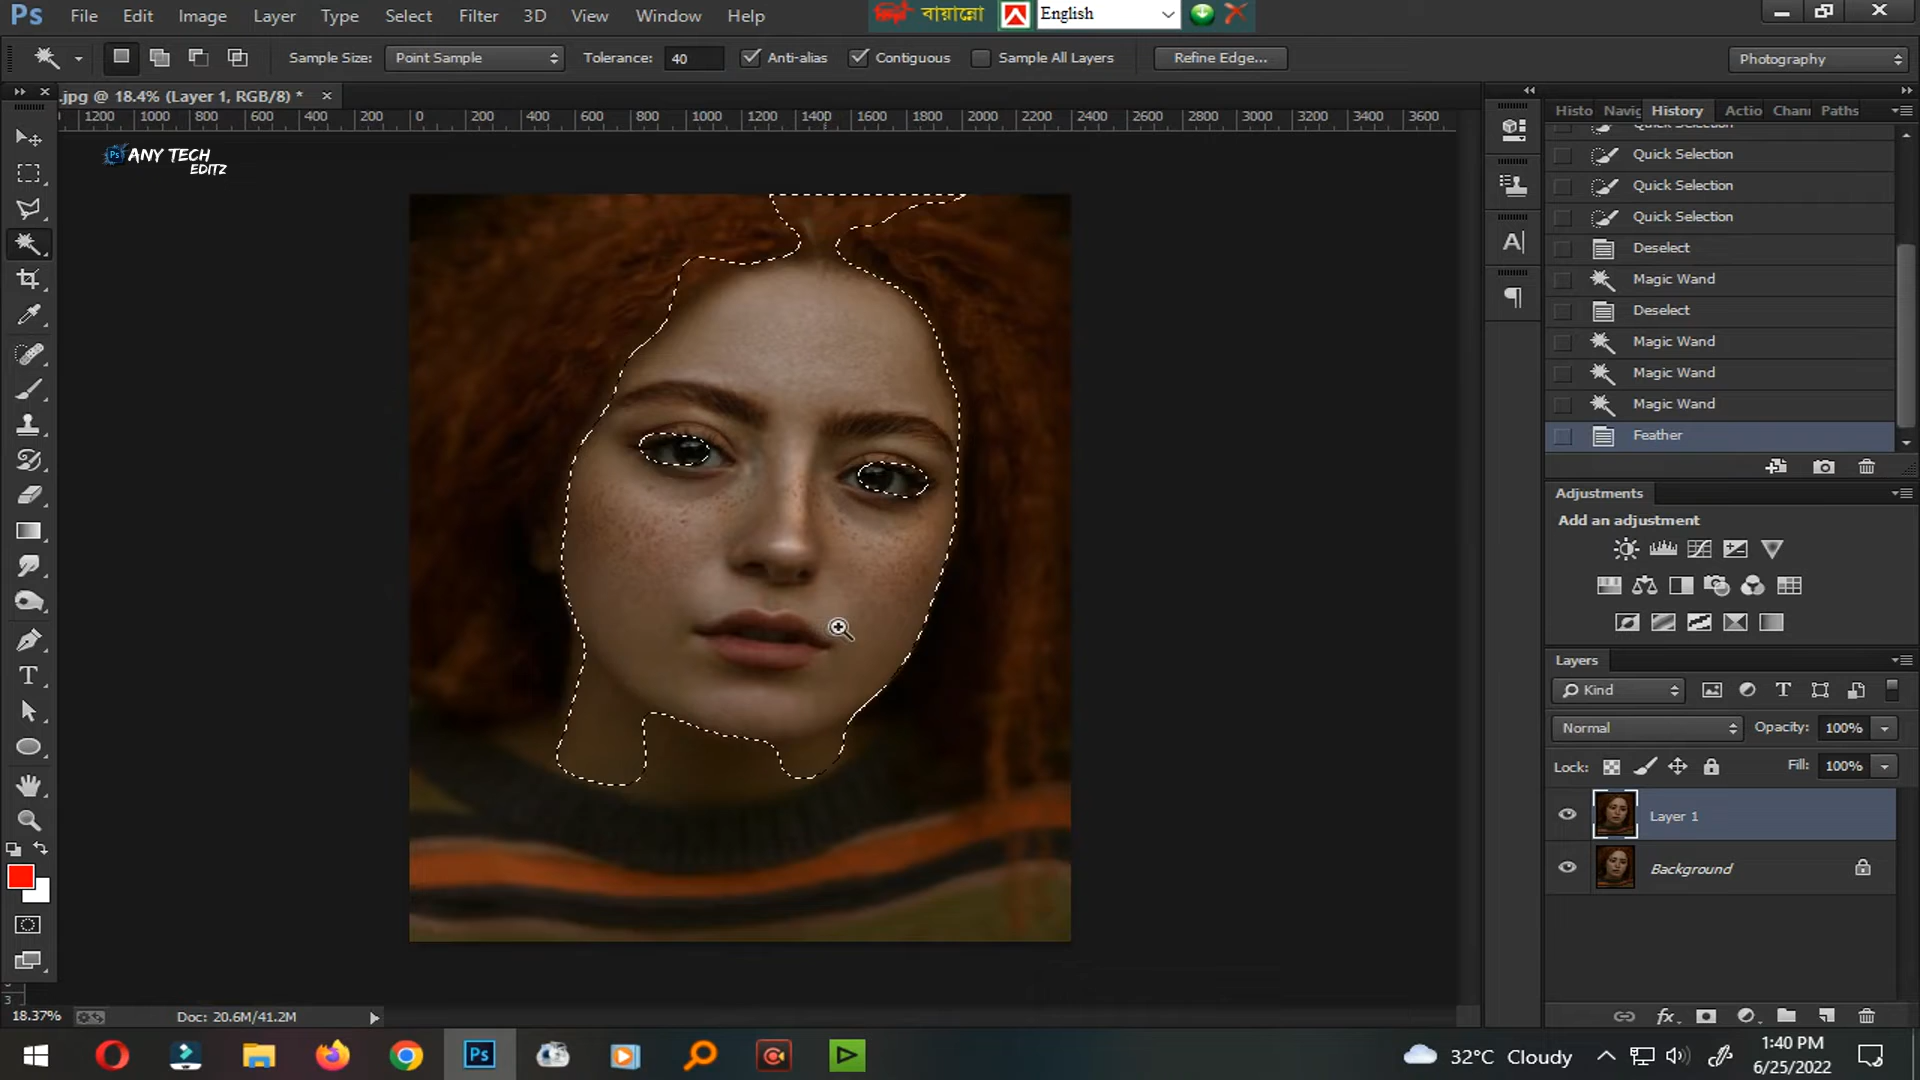 Ps File Edit Image Layer Type Select Filter 3D View Window Help
বায়ান্নো English
Sample Size: Point Sample Tolerance: 40 Anti-alias Contiguous Sample All Layers Refine Edge... Photography
.jpg @ 18.4% (Layer 1, RGB/8) * ×
1200 1000 800 600 400 200 0 200 400 600 800 1000 1200 1400 1600 1800 2000 2200 2400 2600 2800 3000 3200 3400 3600
Ps ANY TECH
EDITZ
Histo Navig History Actio Chann Paths
Quick Selection
Quick Selection
Quick Selection
Quick Selection
Deselect
Magic Wand
Deselect
Magic Wand
Magic Wand
Magic Wand
Feather
Adjustments
Add an adjustment
Layers
Kind
Normal Opacity: 100%
Lock: Fill: 100%
Layer 1
Background
3
18.37% Doc: 20.6M/41.2M
Ps 32°C Cloudy
1:40 PM
6/25/2022